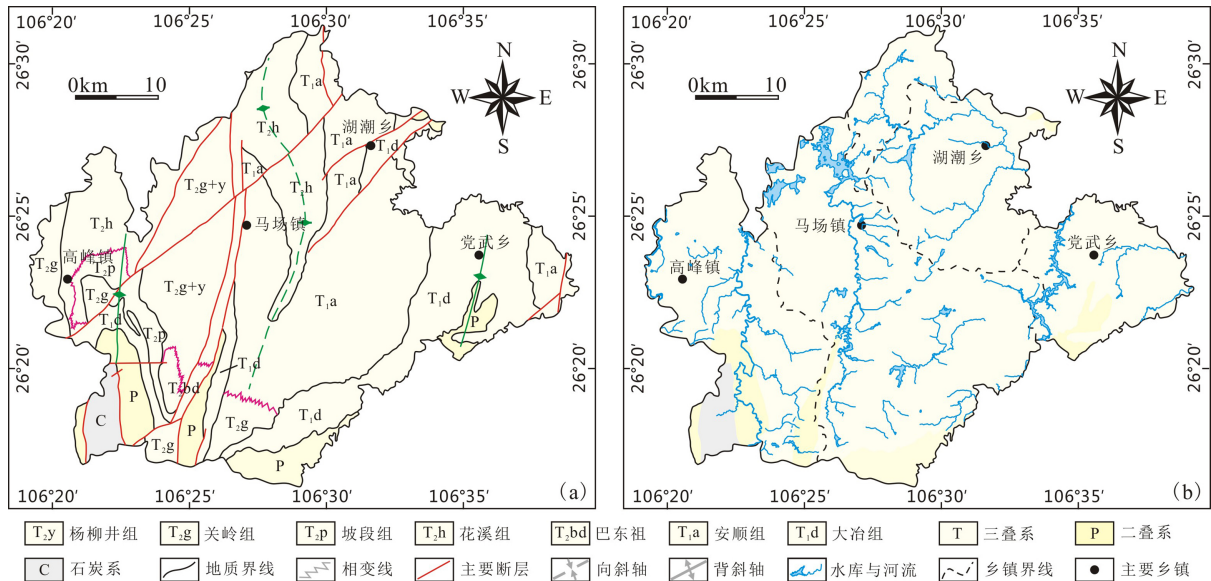 106°20′ 106°25′ 106°30′ 106°35′
26°30′
26°25′
26°20′
0km 10
N
W E
S
T₁a
T₂h
湖潮乡
T₁a
T₁d
T₁a
T₁a
T₂h
T₂g+y
马场镇
T₂h
高峰镇
T₂g
T₂p
T₂g
T₁d
T₂p
T₂g+y
党武乡
T₁a
T₁d
T₁a
P
T₁d
T₂bd
C
P
P
T₂g
T₂g
T₁d
P
(a)
106°20′ 106°25′ 106°30′ 106°35′
106°20′ 106°25′ 106°30′ 106°35′
26°30′
26°25′
26°20′
0km 10
N
W E
S
湖潮乡
马场镇
党武乡
高峰镇
(b)
106°20′ 106°25′ 106°30′ 106°35′
T₂y 杨柳井组 T₂g 关岭组 T₂p 坡段组 T₂h 花溪组 T₂bd 巴东祖 T₁a 安顺组 T₁d 大冶组 T 三叠系 P 二叠系
C 石炭系 地质界线 相变线 主要断层 向斜轴 背斜轴 水库与河流 乡镇界线 主要乡镇